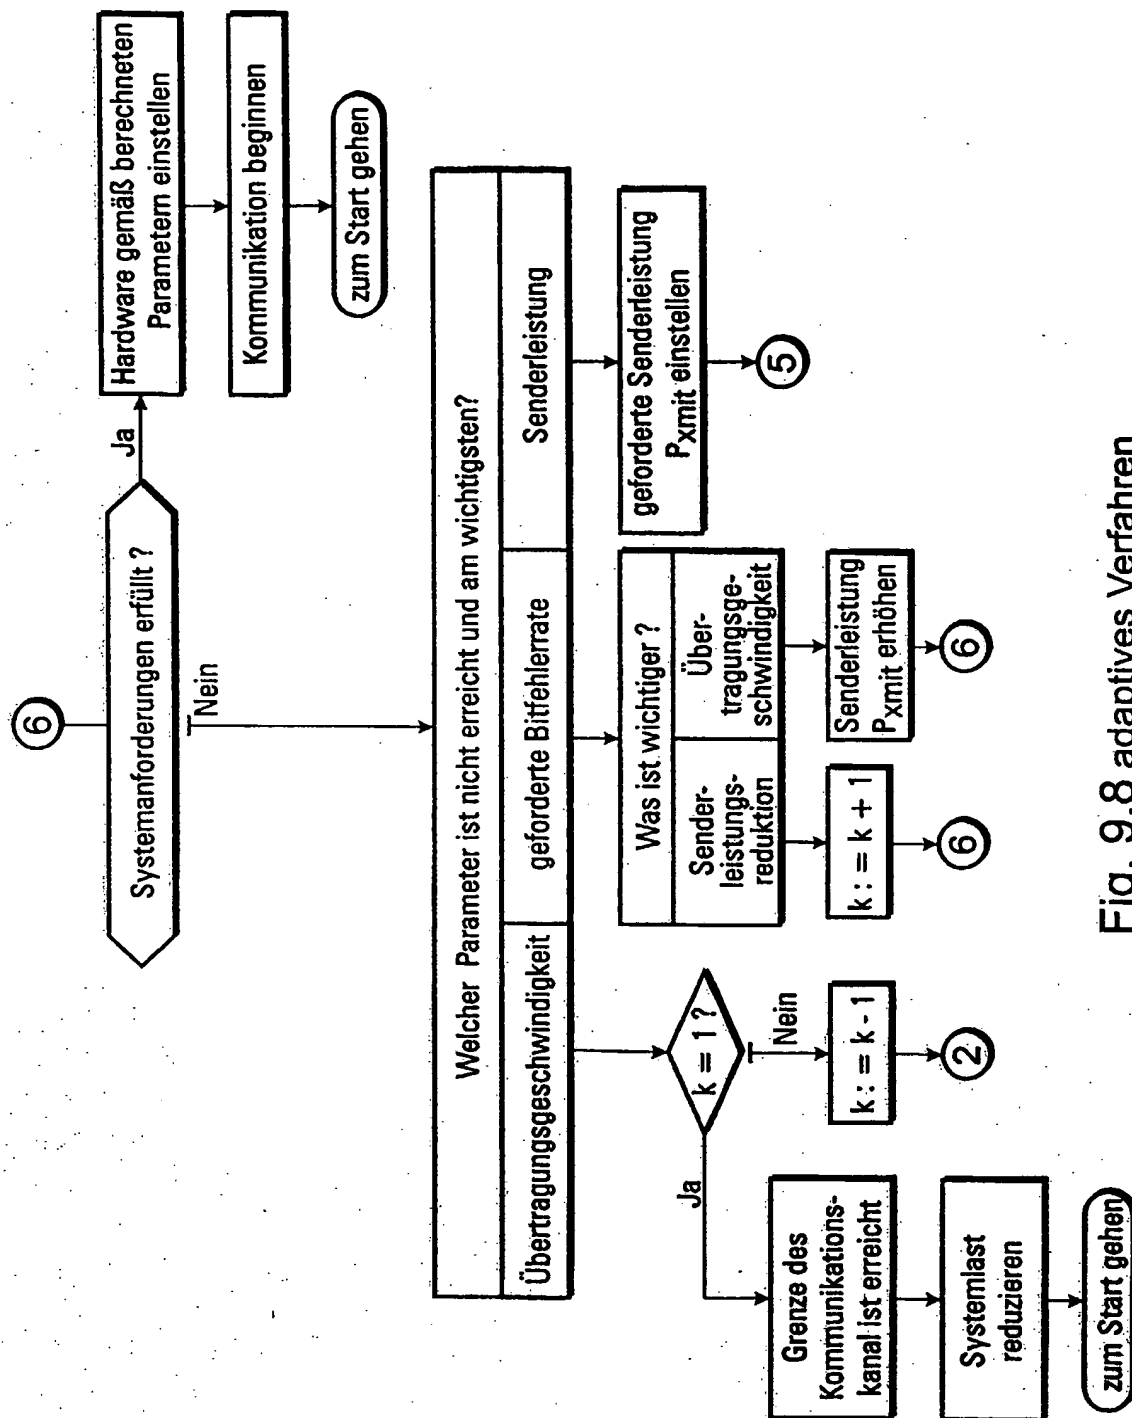 6
Systemanforderungen erfüllt ?
Ja
Hardware gemäß berechneten
Parametern einstellen
Kommunikation beginnen
zum Start gehen
Nein
Welcher Parameter ist nicht erreicht und am wichtigsten?
Übertragungsgeschwindigkeit
geforderte Bitfehlerrate
Senderleistung
k = 1 ?
Ja
Grenze des
Kommunikations-
kanal ist erreicht
Systemlast
reduzieren
zum Start gehen
Nein
k : = k - 1
2
Was ist wichtiger ?
Sender-
leistungs-
reduktion
k : = k + 1
6
Über-
tragungsge-
schwindigkeit
Senderleistung
Pxmit erhöhen
6
geforderte Senderleistung
Pxmit einstellen
5
Fig. 9.8 adaptives Verfahren